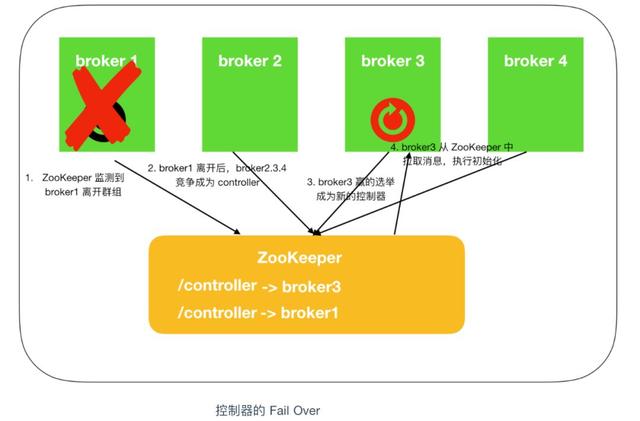 broker 1
broker 2
broker 3
broker 4
1. ZooKeeper 监测到
broker1 离开群组
2. broker1 离开后，broker2.3.4
竞争成为 controller
3. broker3 赢的选举
成为新的控制器
4. broker3 从 ZooKeeper 中
拉取消息，执行初始化
ZooKeeper
/controller -> broker3
/controller -> broker1
控制器的 Fail Over